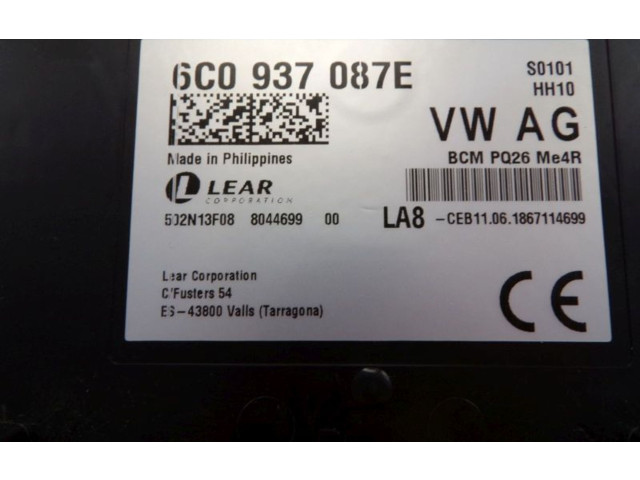 6C0 937 087E
S0101
HH10
VW AG
Made in Philippines
BCM PQ26 Me4R
LEAR
CORPORATION
502N13F08 8044699 00
LA8 -CEB11.06.1867114699
Lear Corporation
C'Fusters 54
ES-43800 Valls (Tarragona)
CE